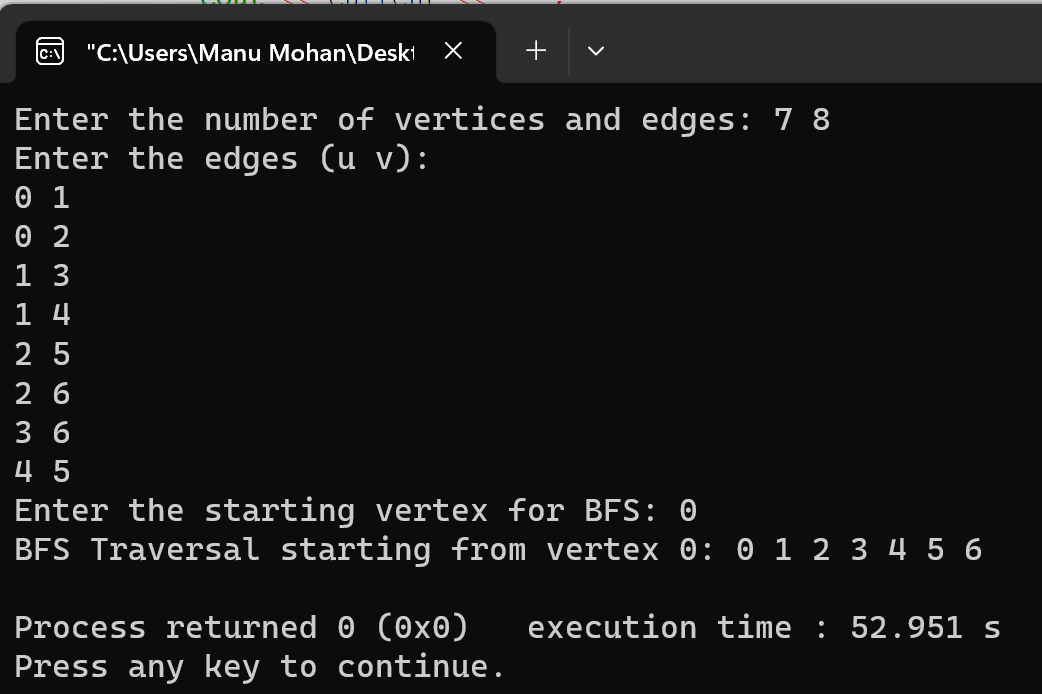 "C:\Users\Manu Mohan\Desk
Enter the number of vertices and edges: 7 8
Enter the edges (u v):
0 1
0 2
1 3
1 4
2 5
2 6
3 6
4 5
Enter the starting vertex for BFS: 0
BFS Traversal starting from vertex 0: 0 1 2 3 4 5 6
Process returned 0 (0x0)   execution time : 52.951 s
Press any key to continue.